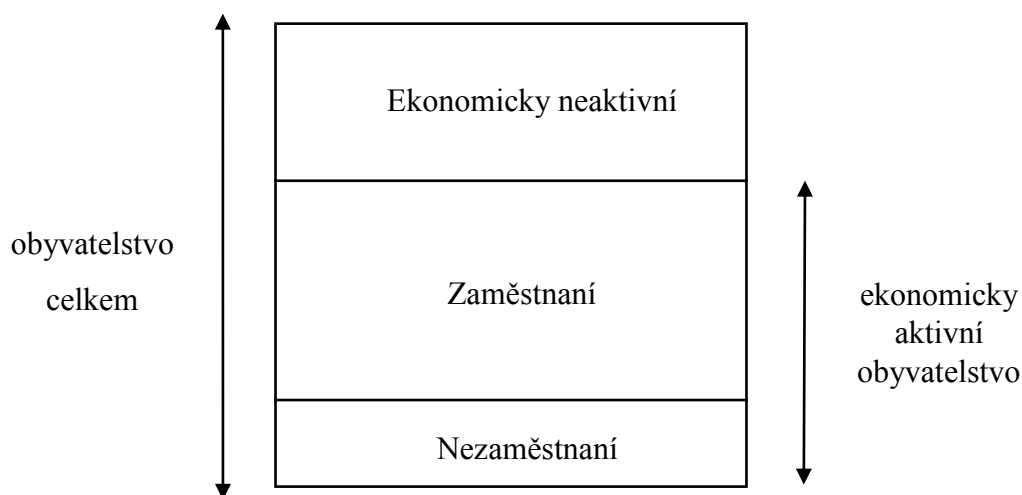 Ekonomicky neaktivní
obyvatelstvo
celkem
Zaměstnaní
ekonomicky
aktivní
obyvatelstvo
Nezaměstnaní